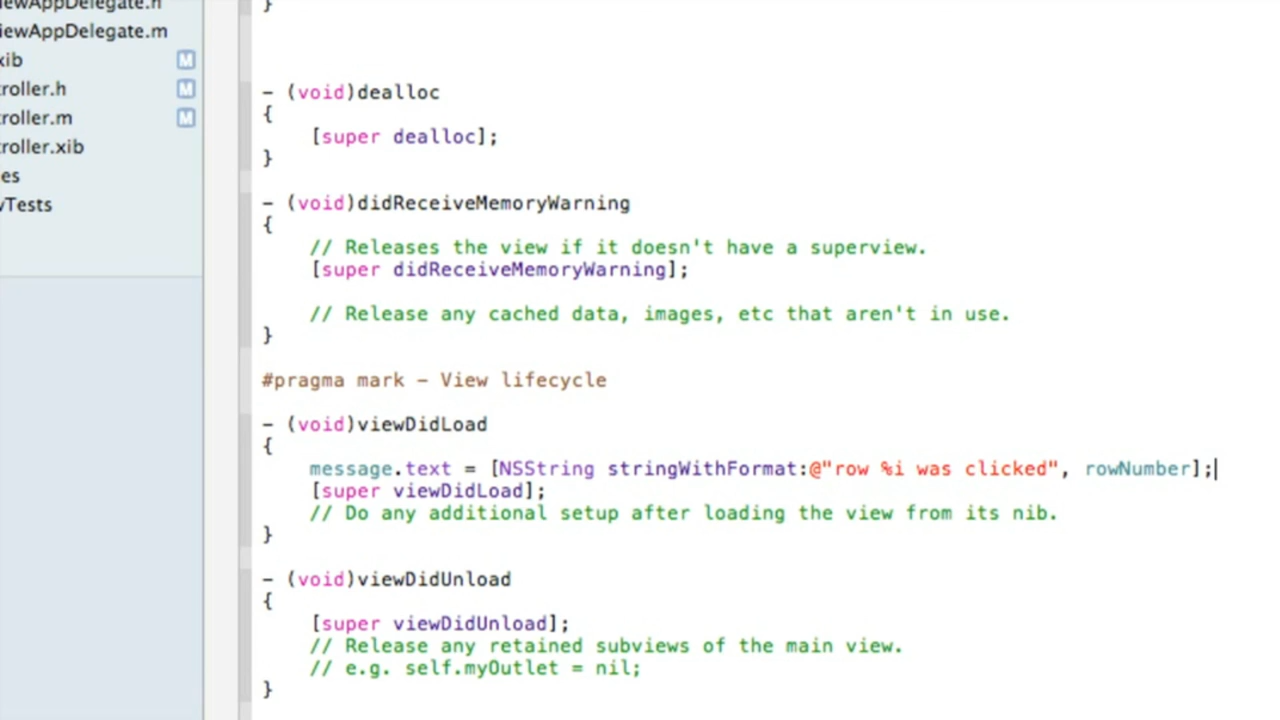 ewAppDelegate.h
iewAppDelegate.m
xib
M
roller.h
M
troller.m
M
troller.xib
es
vTests
}
- (void)dealloc
{
[super dealloc];
}
- (void)didReceiveMemoryWarning
{
// Releases the view if it doesn't have a superview.
[super didReceiveMemoryWarning];
// Release any cached data, images, etc that aren't in use.
}
#pragma mark - View lifecycle
- (void)viewDidLoad
{
message.text = [NSString stringWithFormat:@"row %i was clicked", rowNumber];
[super viewDidLoad];
// Do any additional setup after loading the view from its nib.
}
- (void)viewDidUnload
{
[super viewDidUnload];
// Release any retained subviews of the main view.
// e.g. self.myOutlet = nil;
}